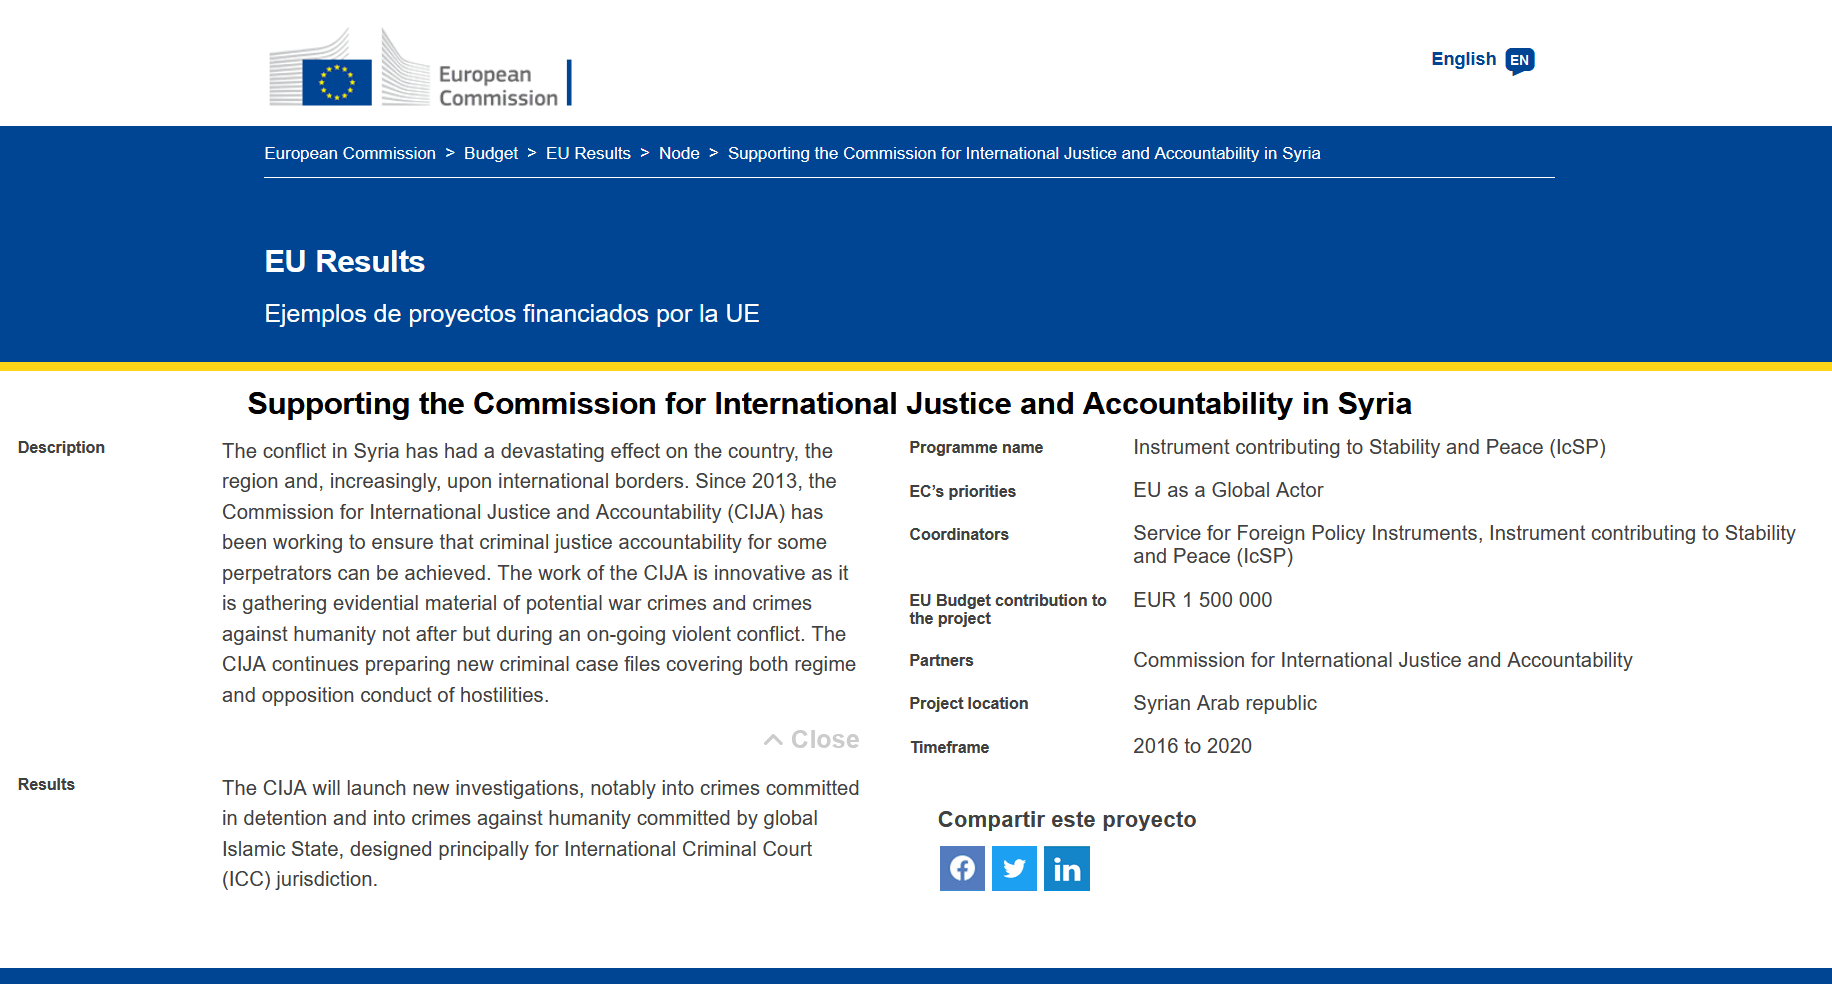 European
Commission
English EN
European Commission > Budget > EU Results > Node > Supporting the Commission for International Justice and Accountability in Syria
EU Results
Ejemplos de proyectos financiados por la UE
Supporting the Commission for International Justice and Accountability in Syria
Description
The conflict in Syria has had a devastating effect on the country, the
region and, increasingly, upon international borders. Since 2013, the
Commission for International Justice and Accountability (CIJA) has
been working to ensure that criminal justice accountability for some
perpetrators can be achieved. The work of the CIJA is innovative as it
is gathering evidential material of potential war crimes and crimes
against humanity not after but during an on-going violent conflict. The
CIJA continues preparing new criminal case files covering both regime
and opposition conduct of hostilities.
Close
Results
The CIJA will launch new investigations, notably into crimes committed
in detention and into crimes against humanity committed by global
Islamic State, designed principally for International Criminal Court
(ICC) jurisdiction.
Programme name
Instrument contributing to Stability and Peace (IcSP)
EC’s priorities
EU as a Global Actor
Coordinators
Service for Foreign Policy Instruments, Instrument contributing to Stability
and Peace (IcSP)
EU Budget contribution to
the project
EUR 1 500 000
Partners
Commission for International Justice and Accountability
Project location
Syrian Arab republic
Timeframe
2016 to 2020
Compartir este proyecto